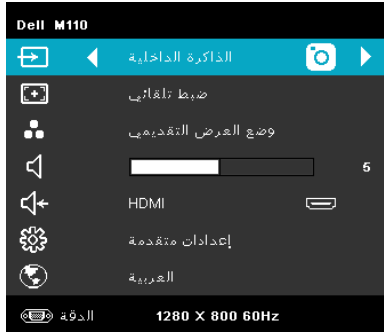 Dell M110
الذاكرة الداخلية
ضبط تلقائي
وضع العرض التقديمي
5
HDMI
إعدادات متقدمة
العربية
الدقة 1280 X 800 60Hz